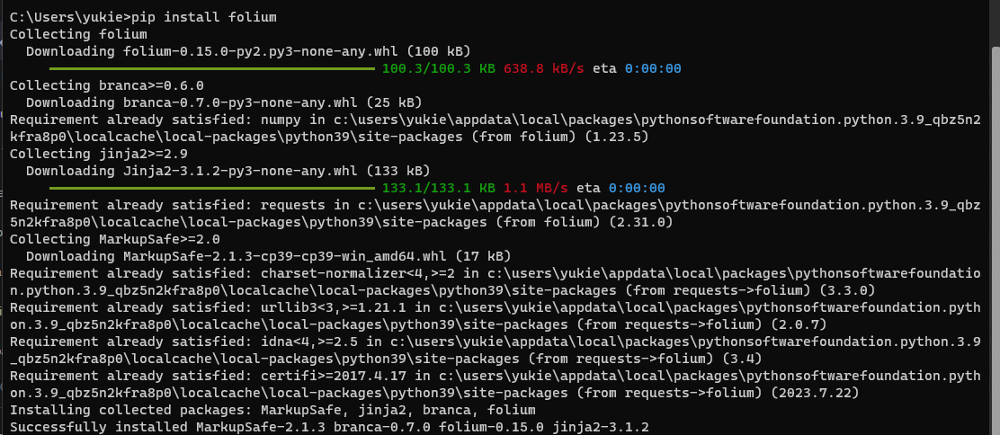 C:\Users\yukie>pip install folium
Collecting folium
Downloading folium-0.15.0-py2.py3-none-any.whl (100 kB)
100.3/100.3 KB 638.8 kB/s eta 0:00:00
Collecting branca>=0.6.0
Downloading branca-0.7.0-py3-none-any.whl (25 kB)
Requirement already satisfied: numpy in c:\users\yukie\appdata\local\packages\pythonsoftwarefoundation.python.3.9_qbz5n2
kfra8p0\localcache\local-packages\python39\site-packages (from folium) (1.23.5)
Collecting jinja2>=2.9
Downloading Jinja2-3.1.2-py3-none-any.whl (133 kB)
133.1/133.1 KB 1.1 MB/s eta 0:00:00
Requirement already satisfied: requests in c:\users\yukie\appdata\local\packages\pythonsoftwarefoundation.python.3.9_qbz
5n2kfra8p0\localcache\local-packages\python39\site-packages (from folium) (2.31.0)
Collecting MarkupSafe>=2.0
Downloading MarkupSafe-2.1.3-cp39-cp39-win_amd64.whl (17 kB)
Requirement already satisfied: charset-normalizer<4,>=2 in c:\users\yukie\appdata\local\packages\pythonsoftwarefoundatio
n.python.3.9_qbz5n2kfra8p0\localcache\local-packages\python39\site-packages (from requests->folium) (3.3.0)
Requirement already satisfied: urllib3<3,>=1.21.1 in c:\users\yukie\appdata\local\packages\pythonsoftwarefoundation.pyth
on.3.9_qbz5n2kfra8p0\localcache\local-packages\python39\site-packages (from requests->folium) (2.0.7)
Requirement already satisfied: idna<4,>=2.5 in c:\users\yukie\appdata\local\packages\pythonsoftwarefoundation.python.3.9
_qbz5n2kfra8p0\localcache\local-packages\python39\site-packages (from requests->folium) (3.4)
Requirement already satisfied: certifi>=2017.4.17 in c:\users\yukie\appdata\local\packages\pythonsoftwarefoundation.pyth
on.3.9_qbz5n2kfra8p0\localcache\local-packages\python39\site-packages (from requests->folium) (2023.7.22)
Installing collected packages: MarkupSafe, jinja2, branca, folium
Successfully installed MarkupSafe-2.1.3 branca-0.7.0 folium-0.15.0 jinja2-3.1.2